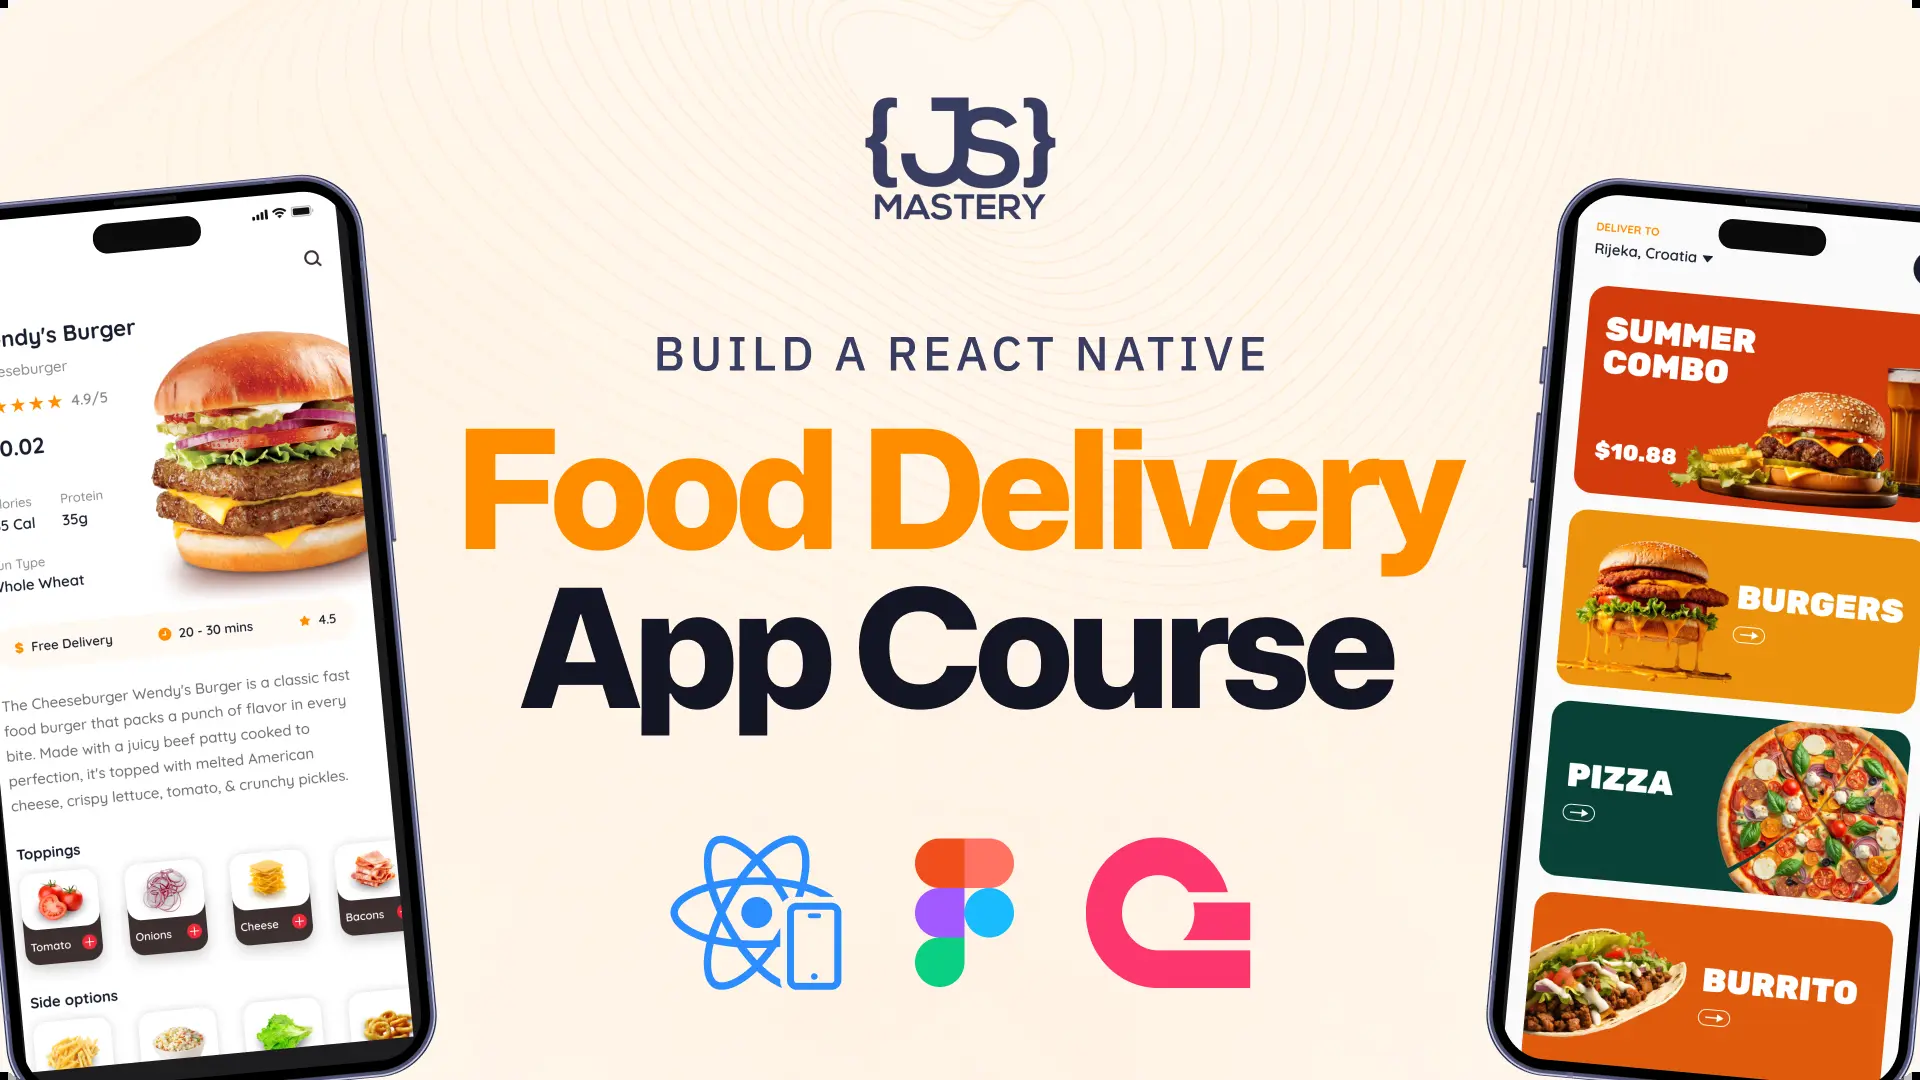 {JS}
MASTERY
BUILD A REACT NATIVE
Food Delivery
App Course
endy's Burger
eseburger
4.9/5
0.02
lories
Protein
5 Cal
35g
un Type
Whole Wheat
$ Free Delivery
20 - 30 mins
4.5
The Cheeseburger Wendy's Burger is a classic fast
food burger that packs a punch of flavor in every
bite. Made with a juicy beef patty cooked to
perfection, it's topped with melted American
cheese, crispy lettuce, tomato, & crunchy pickles.
Toppings
Tomato
Onions
Cheese
Bacons
Side options
DELIVER TO
Rijeka, Croatia
SUMMER
COMBO
$10.88
BURGERS
PIZZA
BURRITO